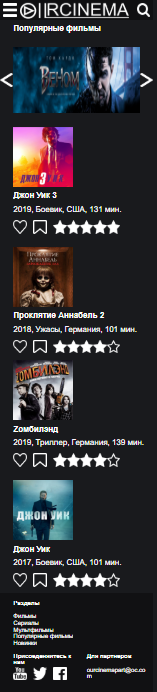 IRCINEMA
Популярные фильмы
ТОМ ХАРДИ
ВЕНОМ
ДЖОН УИК 3
Джон Уик 3
2019, Боевик, США, 131 мин.
ПРОКЛЯТИЕ
АННАБЕЛЬ
Проклятие Аннабель 2
2018, Ужасы, Германия, 101 мин.
ZОМБИЛЭНД
Zомбилэнд
2019, Триллер, Германия, 139 мин.
ДЖОН УИК
Джон Уик
2017, Боевик, США, 101 мин.
Разделы
Фильмы
Сериалы
Мультфильмы
Популярные фильмы
Новинки
Присоединяйтесь к
нам
You
Tube
Для партнеров
ourcinemapart@oc.co
m